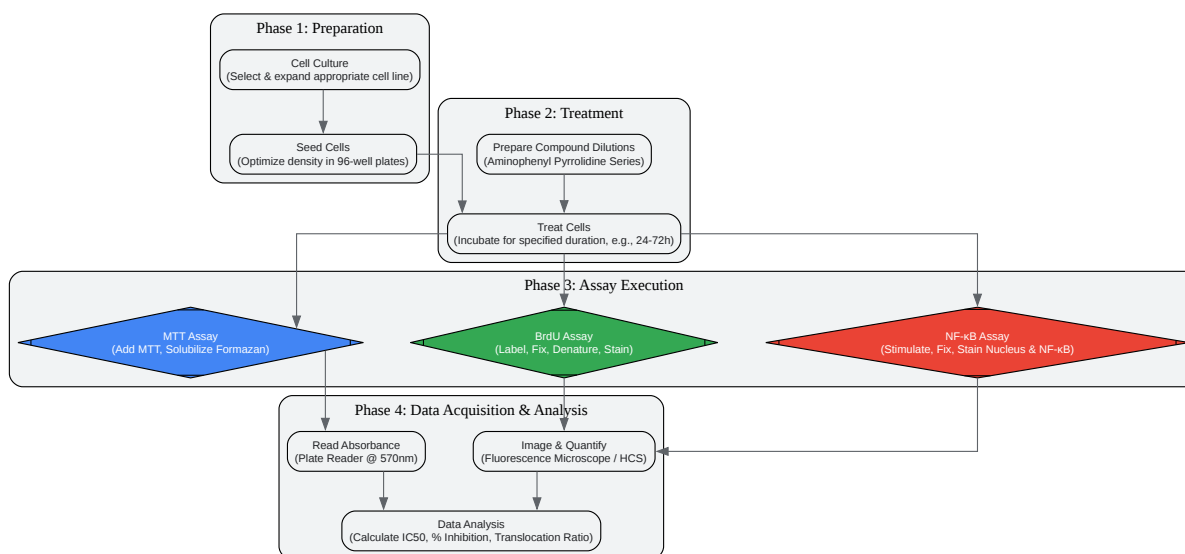 Phase 1: Preparation
Cell Culture
(Select & expand appropriate cell line)
Seed Cells
(Optimize density in 96-well plates)
Phase 2: Treatment
Prepare Compound Dilutions
(Aminophenyl Pyrrolidine Series)
Treat Cells
(Incubate for specified duration, e.g., 24-72h)
Phase 3: Assay Execution
MTT Assay
(Add MTT, Solubilize Formazan)
BrdU Assay
(Label, Fix, Denature, Stain)
NF-κB Assay
(Stimulate, Fix, Stain Nucleus & NF-κB)
Phase 4: Data Acquisition & Analysis
Read Absorbance
(Plate Reader @ 570nm)
Image & Quantify
(Fluorescence Microscope / HCS)
Data Analysis
(Calculate IC50, % Inhibition, Translocation Ratio)